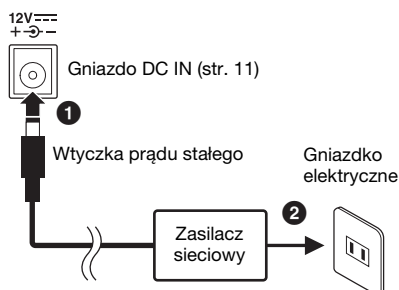 12V
Gniazdo DC IN (str. 11)
1
Wtyczka prądu stałego
Gniazdko
elektryczne
2
Zasilacz
sieciowy